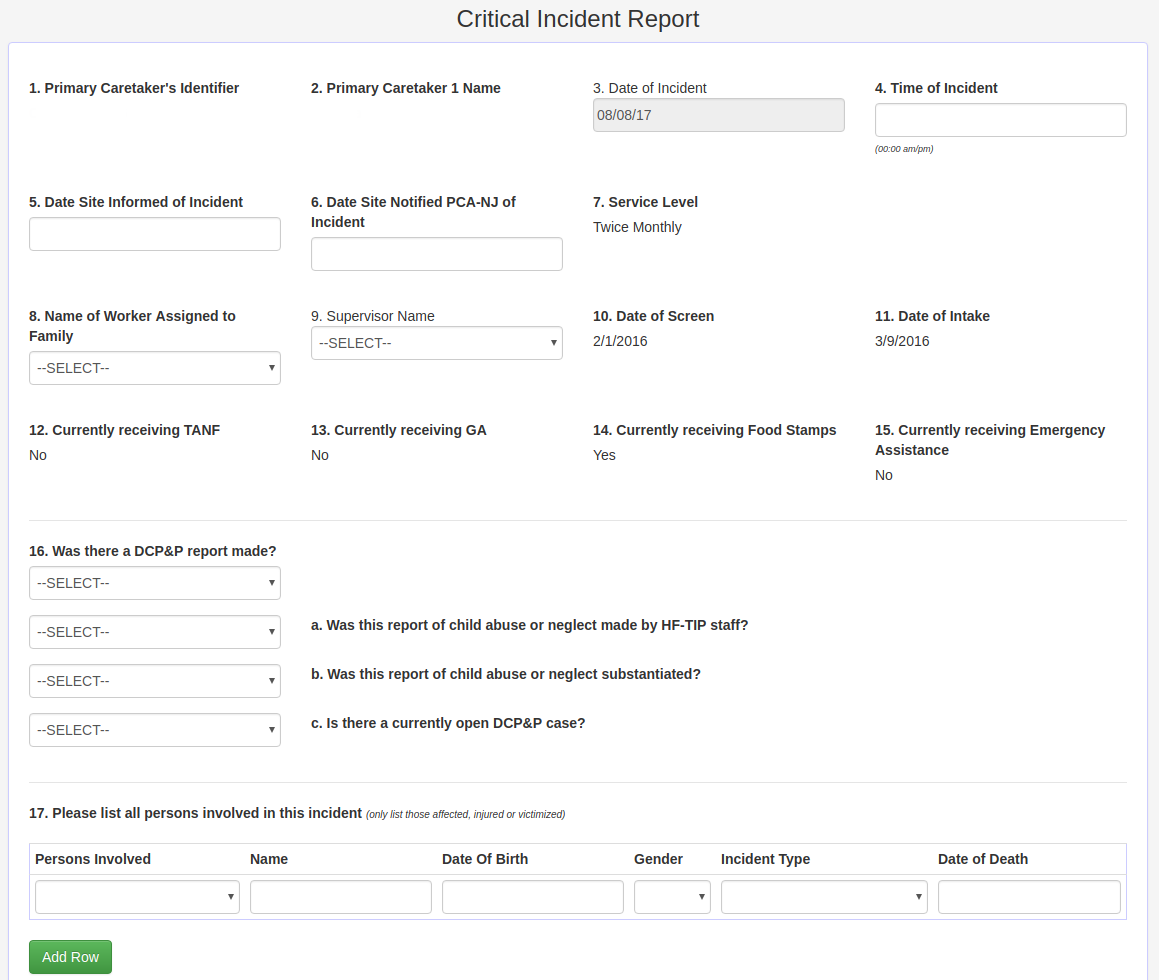 Critical Incident Report
1. Primary Caretaker's Identifier
2. Primary Caretaker 1 Name
3. Date of Incident
08/08/17
4. Time of Incident
(00:00 am/pm)
5. Date Site Informed of Incident
6. Date Site Notified PCA-NJ of
Incident
7. Service Level
Twice Monthly
8. Name of Worker Assigned to
Family
--SELECT--
9. Supervisor Name
--SELECT--
10. Date of Screen
2/1/2016
11. Date of Intake
3/9/2016
12. Currently receiving TANF
No
13. Currently receiving GA
No
14. Currently receiving Food Stamps
Yes
15. Currently receiving Emergency
Assistance
No
16. Was there a DCP&P report made?
--SELECT--
--SELECT--
a. Was this report of child abuse or neglect made by HF-TIP staff?
--SELECT--
b. Was this report of child abuse or neglect substantiated?
--SELECT--
c. Is there a currently open DCP&P case?
17. Please list all persons involved in this incident (only list those affected, injured or victimized)
Persons Involved Name Date Of Birth Gender Incident Type Date of Death
Add Row